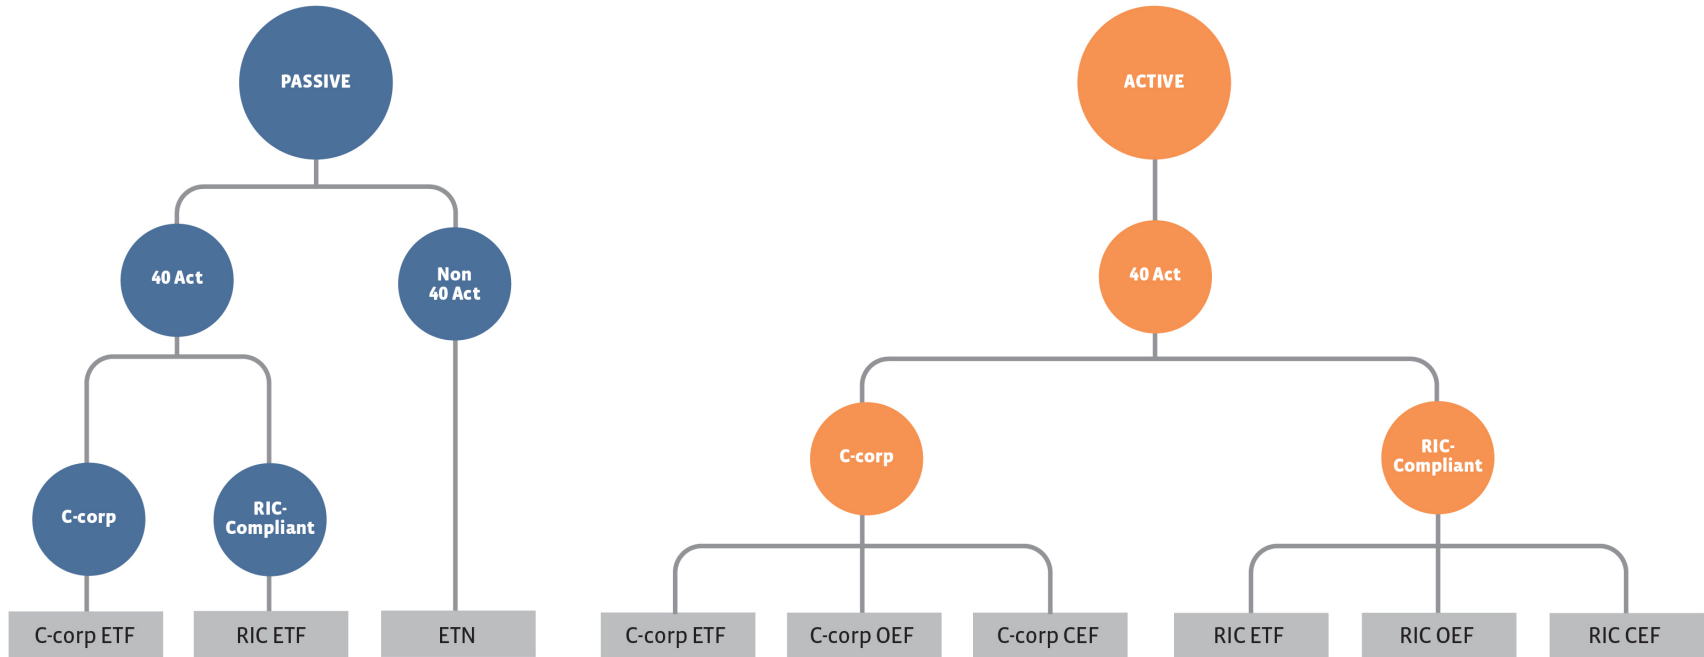 PASSIVE
ACTIVE
40 Act
Non
40 Act
40 Act
C-corp
RIC-
Compliant
C-corp
RIC-
Compliant
C-corp ETF
RIC ETF
ETN
C-corp ETF
C-corp OEF
C-corp CEF
RIC ETF
RIC OEF
RIC CEF